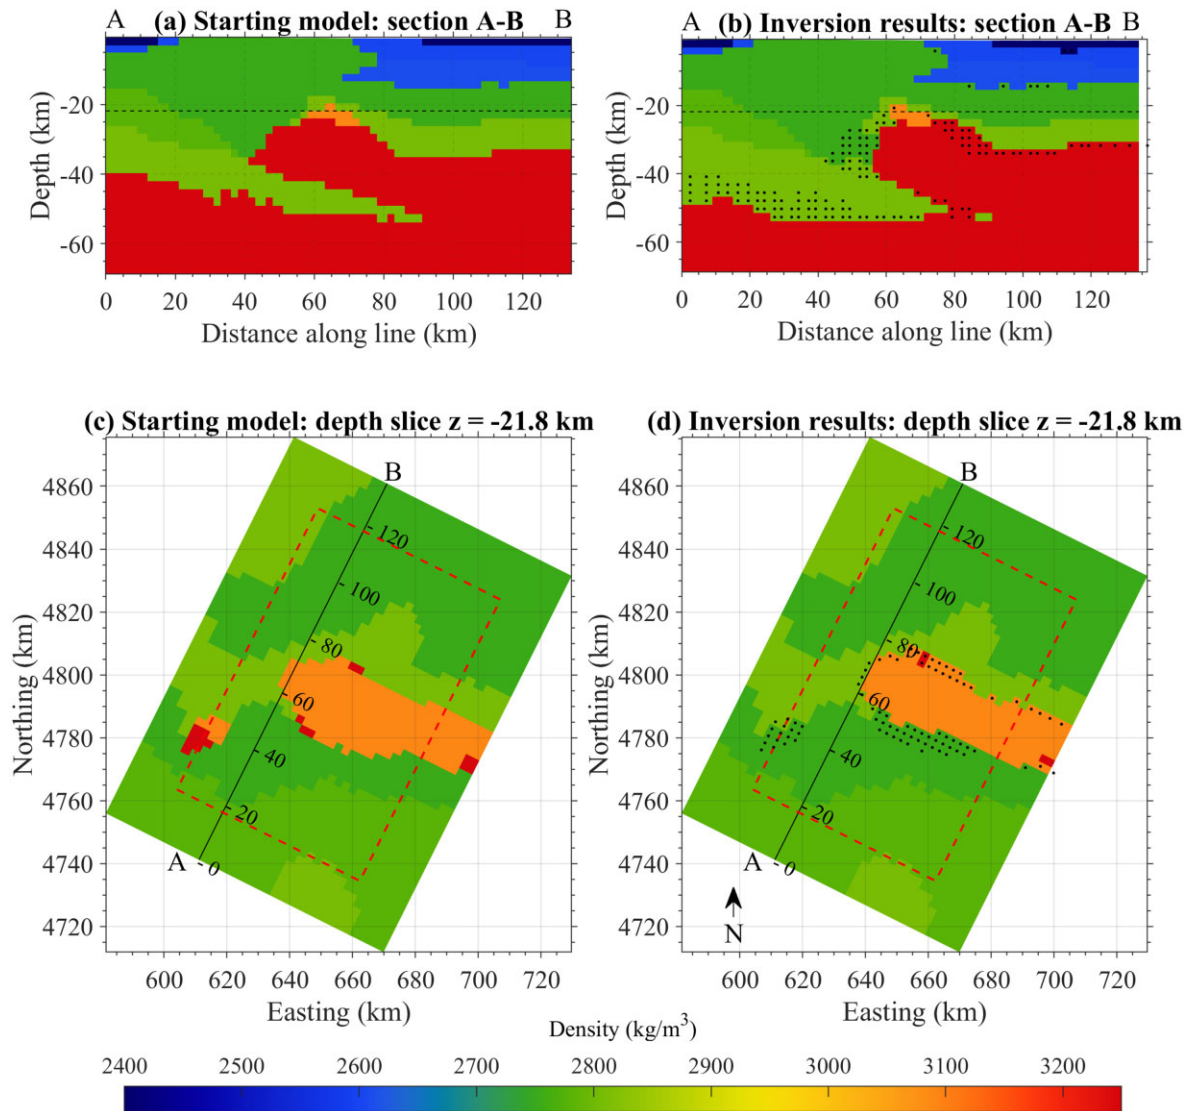 A (a) Starting model: section A-B B
-20
-40
-60
Depth (km)
0 20 40 60 80 100 120
Distance along line (km)
A (b) Inversion results: section A-B B
-20
-40
-60
Depth (km)
0 20 40 60 80 100 120
Distance along line (km)
(c) Starting model: depth slice z = -21.8 km
4860
4840
4820
4800
4780
4760
4740
4720
Northing (km)
B
120
100
80
60
40
20
0
A
600 620 640 660 680 700 720
Easting (km)
(d) Inversion results: depth slice z = -21.8 km
4860
4840
4820
4800
4780
4760
4740
4720
Northing (km)
B
120
100
80
60
40
20
0
A
N
600 620 640 660 680 700 720
Easting (km)
Density (kg/m³)
2400 2500 2600 2700 2800 2900 3000 3100 3200